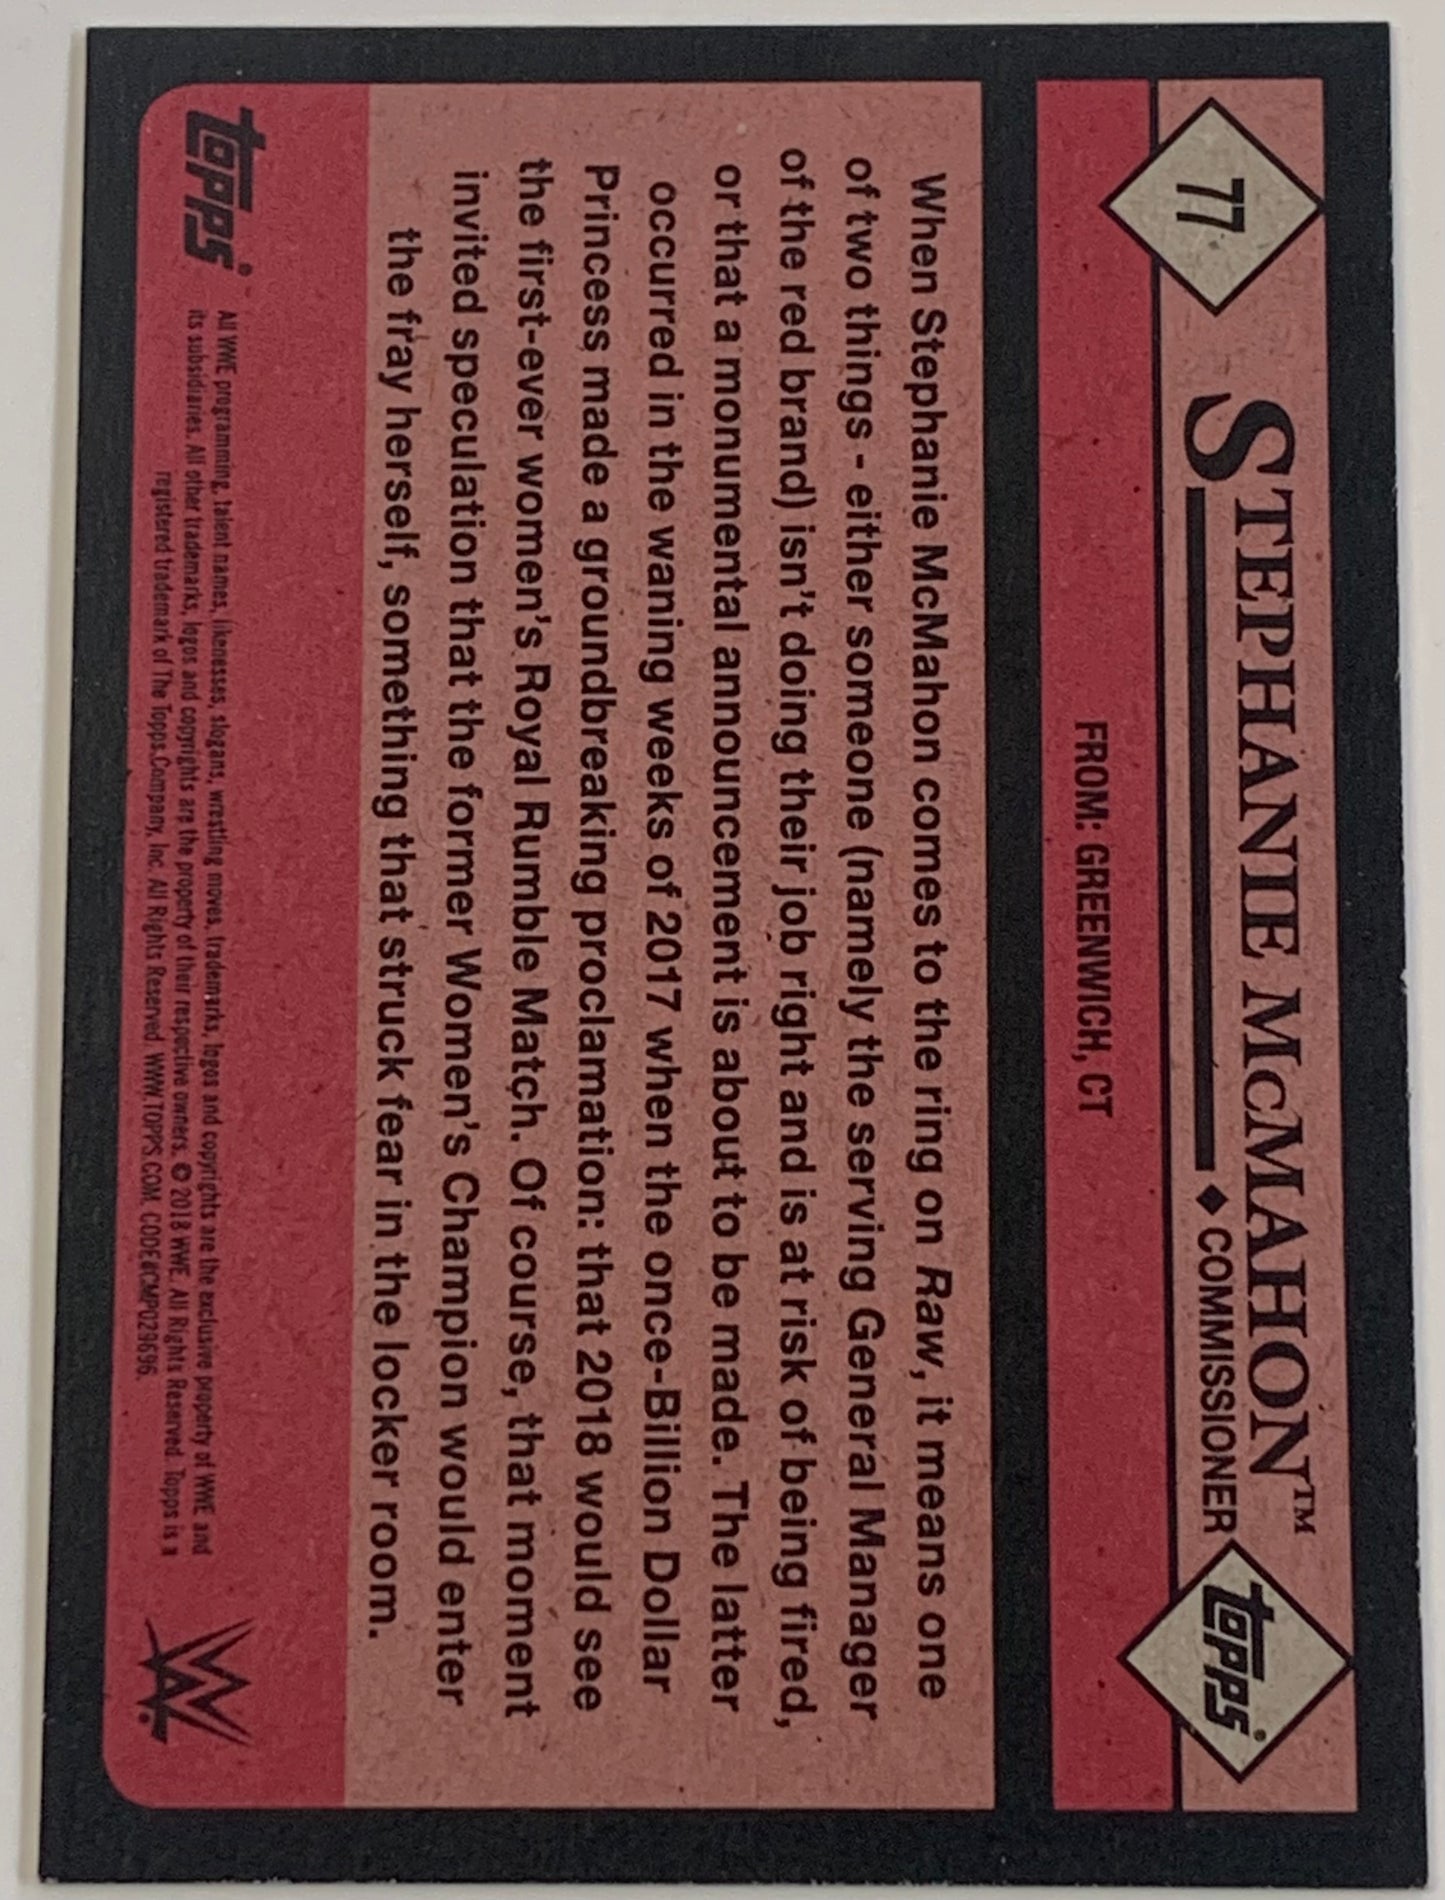 77
STEPHANIE MCMAHON™
◆ COMMISSIONER
topps®
FROM: GREENWICH, CT
When Stephanie McMahon comes to the ring on Raw, it means one
of two things - either someone (namely the serving General Manager
of the red brand) isn't doing their job right and is at risk of being fired,
or that a monumental announcement is about to be made. The latter
occurred in the waning weeks of 2017 when the once-Billion Dollar
Princess made a groundbreaking proclamation: that 2018 would see
the first-ever women's Royal Rumble Match. Of course, that moment
invited speculation that the former Women's Champion would enter
the fray herself, something that struck fear in the locker room.
topps®
All WWE programming, talent names, likenesses, slogans, wrestling moves, trademarks, logos and copyrights are the exclusive property of WWE and
its subsidiaries. All other trademarks, logos and copyrights are the property of their respective owners. © 2018 WWE. All Rights Reserved. Topps is a
registered trademark of The Topps Company, Inc. All Rights Reserved WWW.TOPPS.COM. CODE#CMP029696.
W